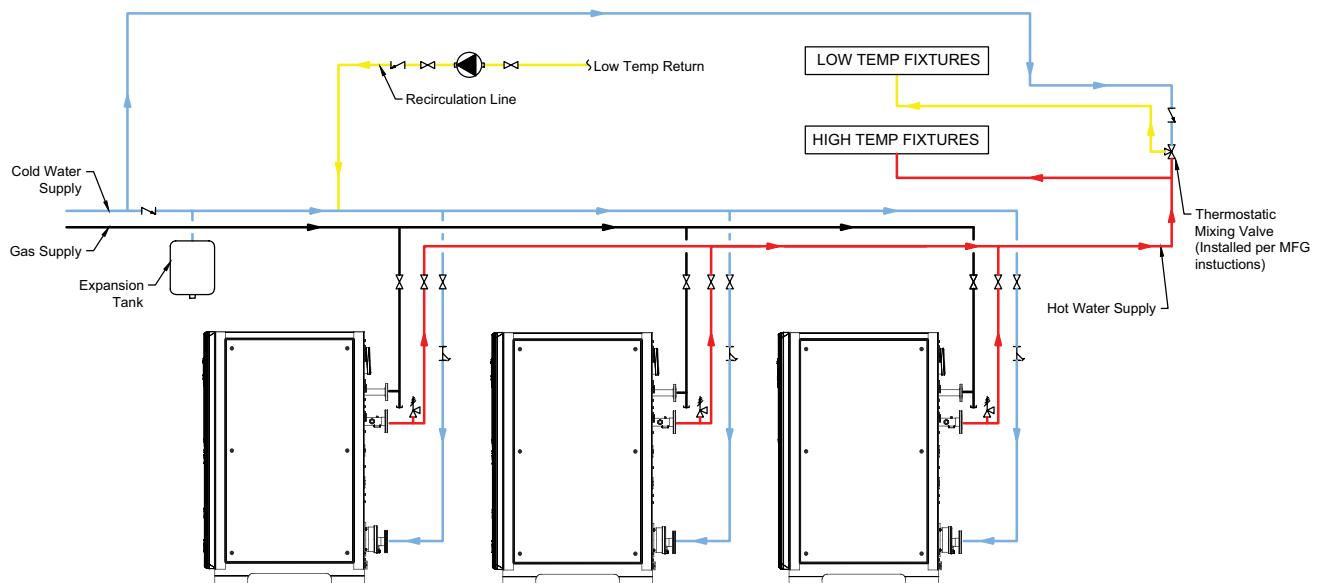 LOW TEMP FIXTURES
Low Temp Return
Recirculation Line
HIGH TEMP FIXTURES
Cold Water
Supply
Gas Supply
Expansion
Tank
Thermostatic
Mixing Valve
(Installed per MFG
instuctions)
Hot Water Supply